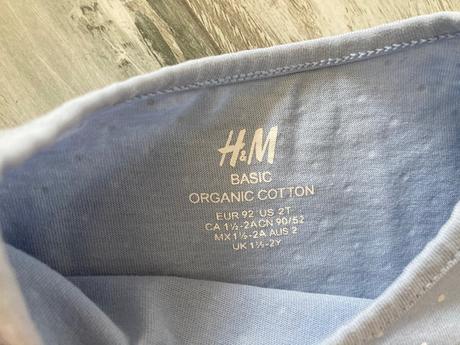 H&M
BASIC
ORGANIC COTTON
EUR 92 US 2T
CA 1½-2A CN 90/52
MX 1½-2A AUS 2
UK 1½-2Y